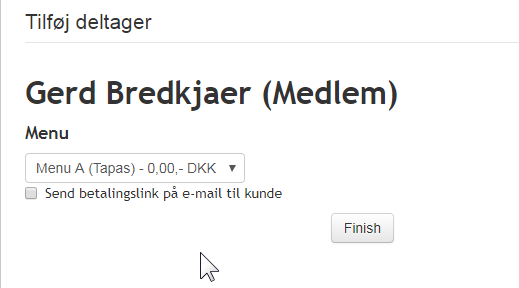 Tilføj deltager
Gerd Bredkjaer (Medlem)
Menu
Menu A (Tapas) - 0,00,- DKK
Send betalingslink på e-mail til kunde
Finish